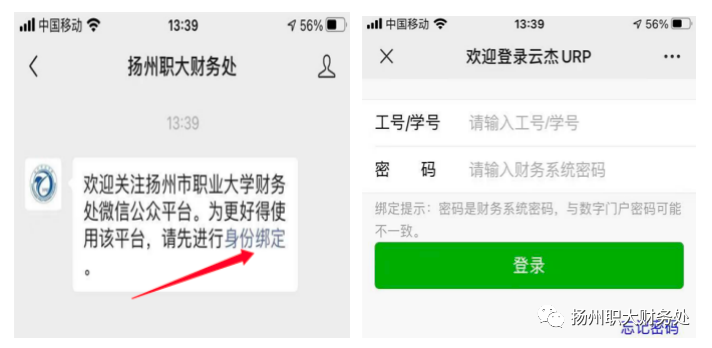 中国移动 13:39 56%
扬州职大财务处
13:39
欢迎关注扬州市职业大学财务
处微信公众平台。为更好得使
用该平台，请先进行身份绑定
。
中国移动 13:39 56%
欢迎登录云杰URP
工号/学号 请输入工号/学号
密 码 请输入财务系统密码
绑定提示：密码是财务系统密码，与数字门户密码可能
不一致。
登录
扬州职大财务处
忘记密码